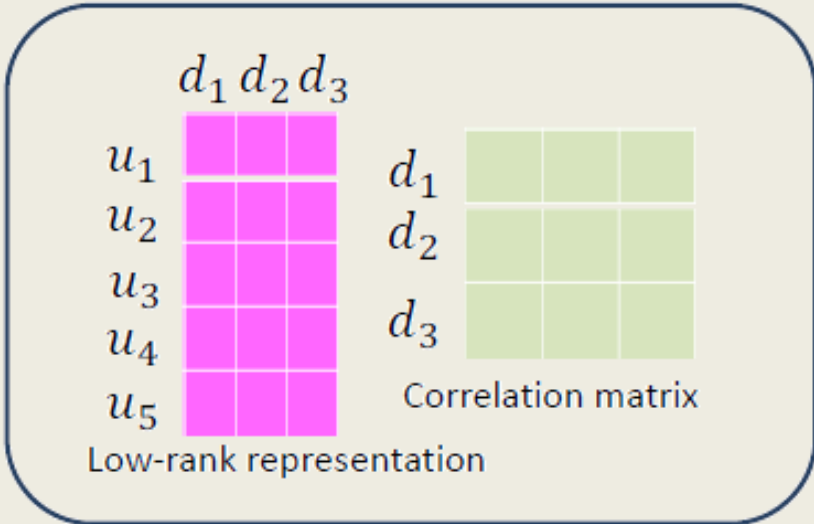 d₁ d₂ d₃
u₁
u₂
u₃
u₄
u₅
Low-rank representation
d₁
d₂
d₃
Correlation matrix